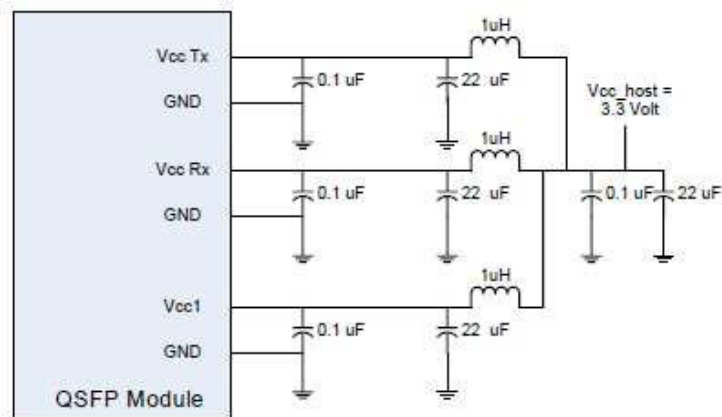 1uH
Vcc Tx
0.1 uF
22 uF
GND
Vcc_host =
3.3 Volt
1uH
Vcc Rx
0.1 uF
22 uF
0.1 uF
22 uF
GND
1uH
Vcc1
0.1 uF
22 uF
GND
QSFP Module